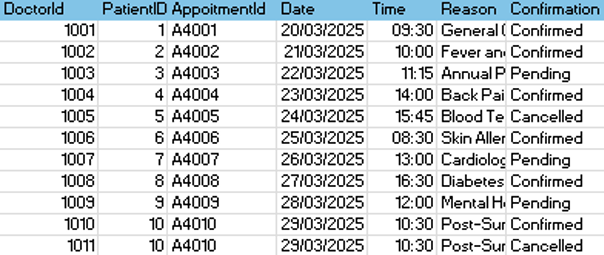 DoctorId PatientID AppoitmentId Date Time Reason Confirmation
1001 1 A4001 20/03/2025 09:30 General C Confirmed
1002 2 A4002 21/03/2025 10:00 Fever an Confirmed
1003 3 A4003 22/03/2025 11:15 Annual P Pending
1004 4 A4004 23/03/2025 14:00 Back Pai Confirmed
1005 5 A4005 24/03/2025 15:45 Blood Te Cancelled
1006 6 A4006 25/03/2025 08:30 Skin Aller Confirmed
1007 7 A4007 26/03/2025 13:00 Cardiolog Pending
1008 8 A4008 27/03/2025 16:30 Diabetes Confirmed
1009 9 A4009 28/03/2025 12:00 Mental H Pending
1010 10 A4010 29/03/2025 10:30 Post-Sur Confirmed
1011 10 A4010 29/03/2025 10:30 Post-Sur Cancelled